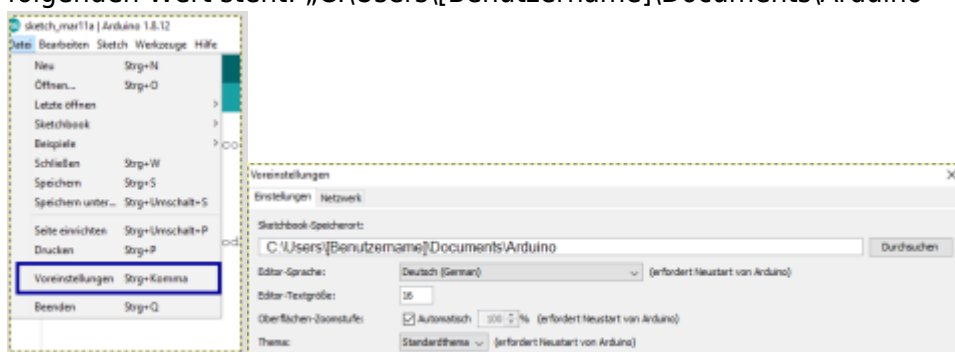 folgenden Wert steht: „C:\Users\[Benutzername]\Documents\Arduino
sketch_mar11a | Arduino 1.8.12
Datei Bearbeiten Sketch Werkzeuge Hilfe
Neu Strg+N
Öffnen... Strg+O
Letzte öffnen >
Sketchbook >
Beispiele >
Schließen Strg+W
Speichern Strg+S
Speichern unter... Strg+Umschalt+S
Seite einrichten Strg+Umschalt+P
Drucken Strg+P
Voreinstellungen Strg+Komma
Beenden Strg+Q
co
od
Voreinstellungen
Einstellungen Netzwerk
Sketchbook-Speicherort:
C:\Users\[Benutzername]\Documents\Arduino Durchsuchen
Editor-Sprache: Deutsch (German) (erfordert Neustart von Arduino)
Editor-Textgröße: 16
Oberflächen-Zoomstufe: Automatisch 100 % (erfordert Neustart von Arduino)
Thema: Standardthema (erfordert Neustart von Arduino)